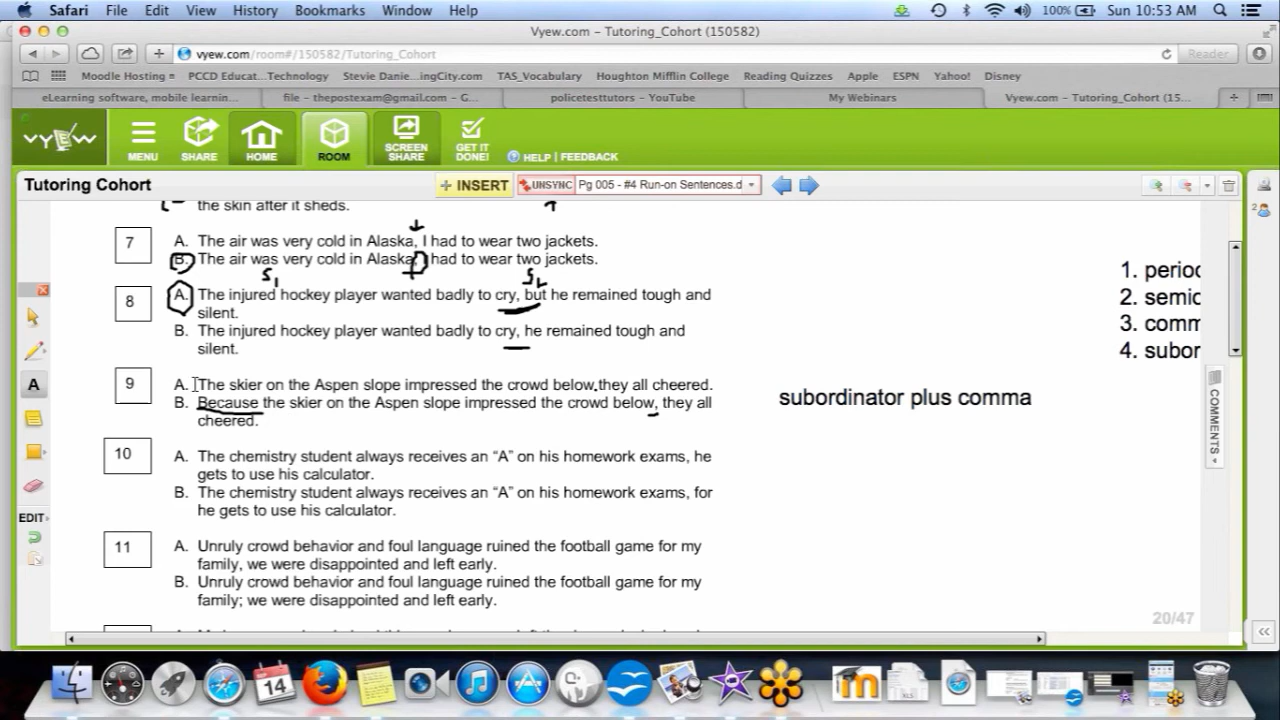 Safari File Edit View History Bookmarks Window Help 100% Sun 10:53 AM
Vyew.com – Tutoring_Cohort (150582)
vyew.com/room#/150582/Tutoring_Cohort Reader
Moodle Hosting PCCD Educat...Technology Stevie Danie...ingCity.com TAS_Vocabulary Houghton Mifflin College Reading Quizzes Apple ESPN Yahoo! Disney
eLearning software, mobile learnin... file – thepostexam@gmail.com – G... policetesttutors – YouTube My Webinars Vyew.com – Tutoring_Cohort (15...
VYEW MENU SHARE HOME ROOM SCREEN SHARE GET IT DONE! HELP | FEEDBACK
Tutoring Cohort + INSERT UNSYNC Pg 005 - #4 Run-on Sentences.d
the skin after it sheds.
7 A. The air was very cold in Alaska, I had to wear two jackets.
B. The air was very cold in Alaska; I had to wear two jackets.
S1 S2
8 A. The injured hockey player wanted badly to cry, but he remained tough and
silent.
B. The injured hockey player wanted badly to cry, he remained tough and
silent.
9 A. The skier on the Aspen slope impressed the crowd below.they all cheered.
B. Because the skier on the Aspen slope impressed the crowd below, they all
cheered.
10 A. The chemistry student always receives an “A” on his homework exams, he
gets to use his calculator.
B. The chemistry student always receives an “A” on his homework exams, for
he gets to use his calculator.
11 A. Unruly crowd behavior and foul language ruined the football game for my
family, we were disappointed and left early.
B. Unruly crowd behavior and foul language ruined the football game for my
family; we were disappointed and left early.
1. perioc
2. semic
3. comm
4. subor
subordinator plus comma
COMMENTS
EDIT:
20/47
2
JUL
14
XLS